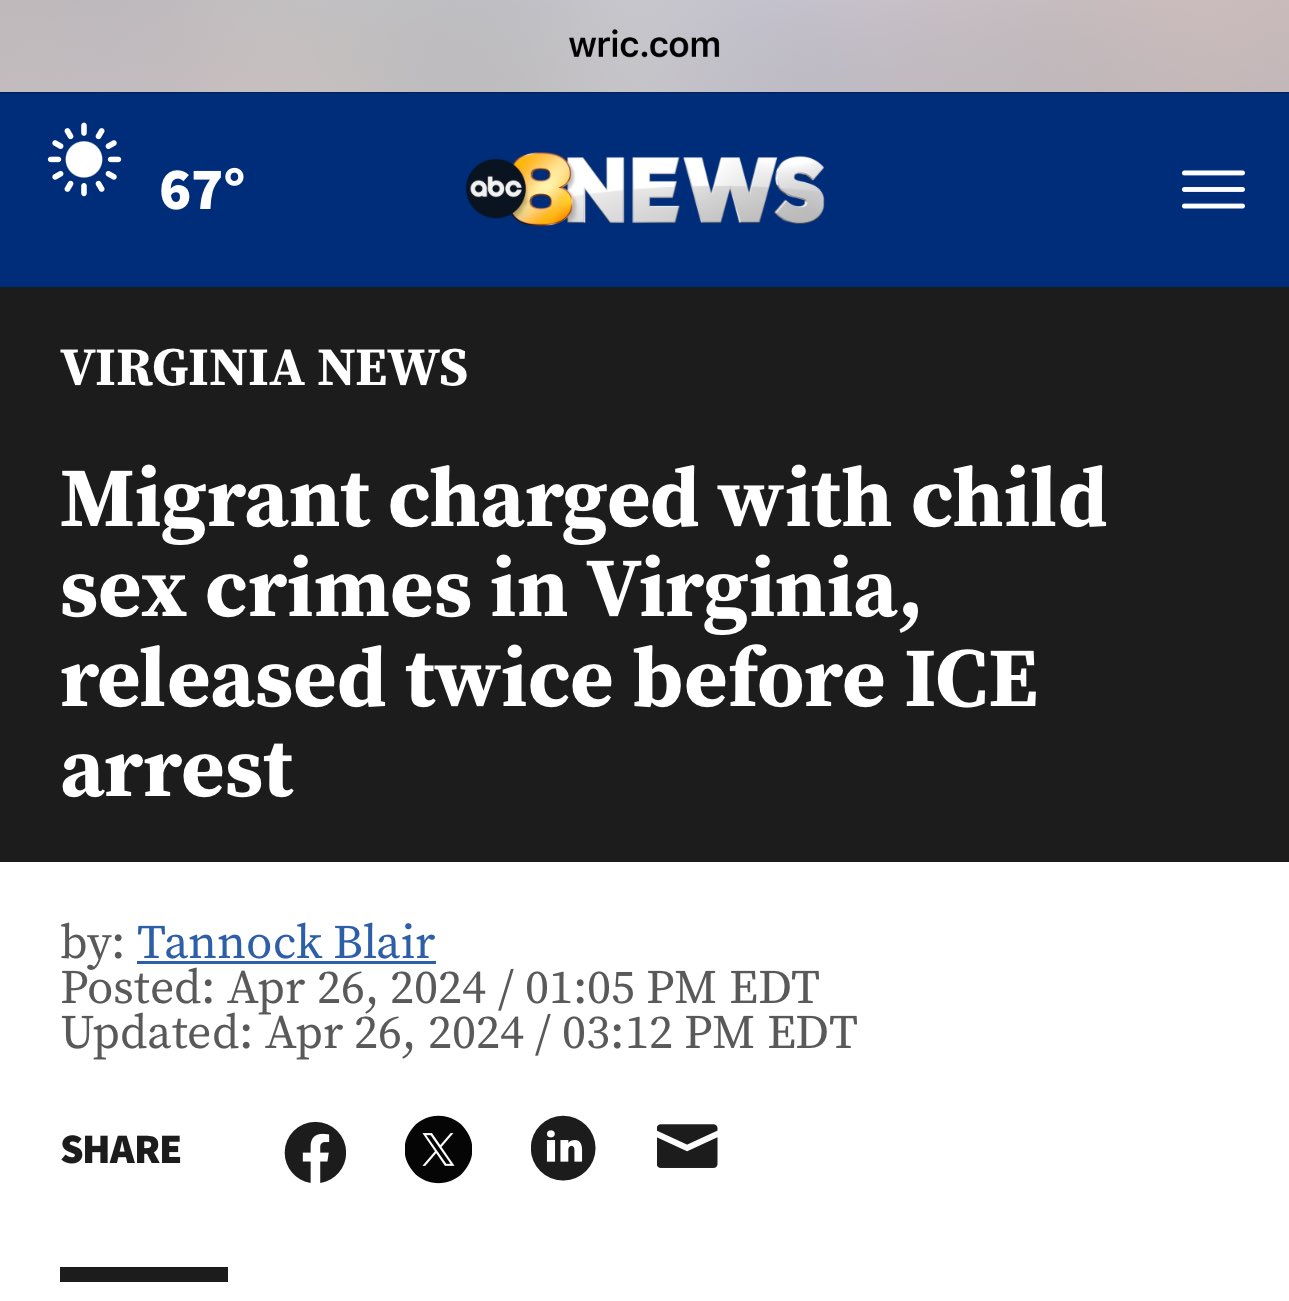 wric.com
67°
abc 8NEWS
VIRGINIA NEWS
Migrant charged with child
sex crimes in Virginia,
released twice before ICE
arrest
by: Tannock Blair
Posted: Apr 26, 2024 / 01:05 PM EDT
Updated: Apr 26, 2024 / 03:12 PM EDT
SHARE
f X in